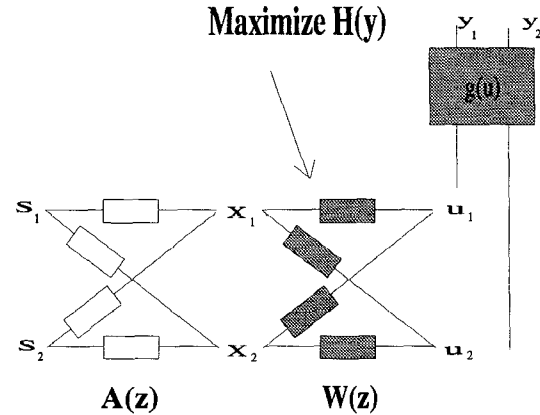 Maximize H(y)
y1 y2
g(u)
s1 x1 u1
s2 x2 u2
A(z) W(z)